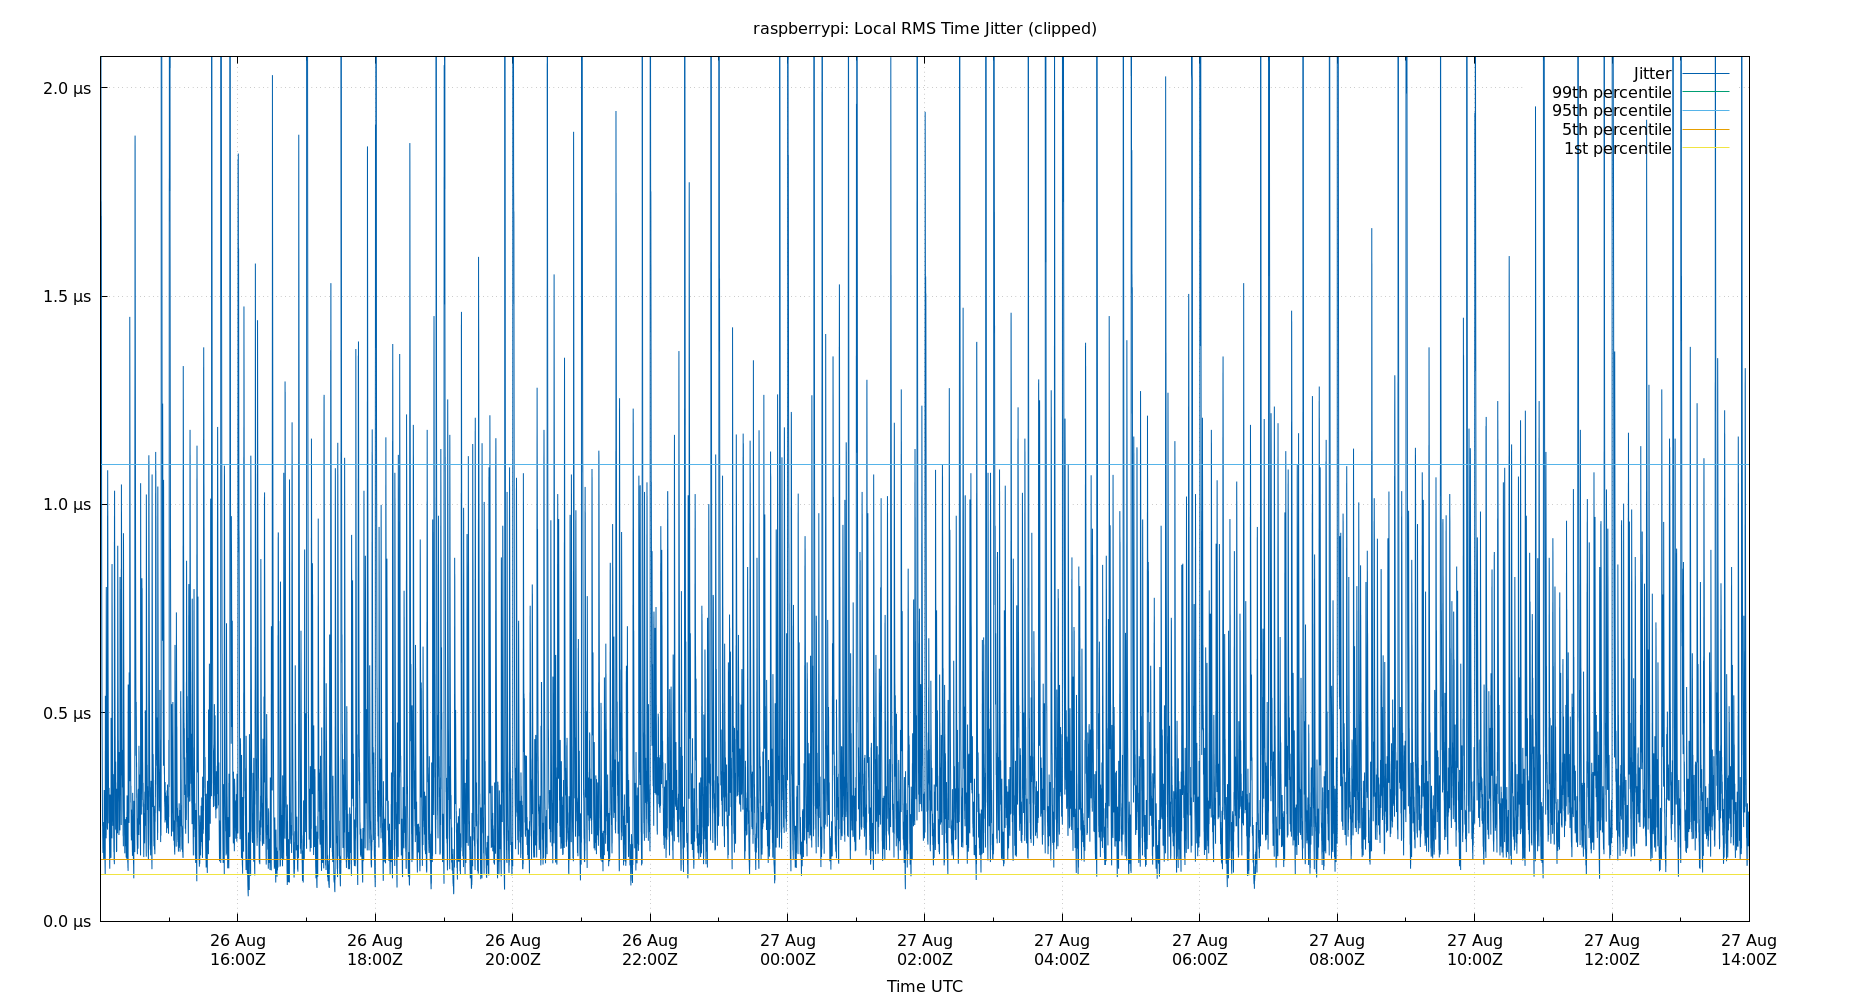 raspberrypi: Local RMS Time Jitter (clipped)
Jitter
99th percentile
95th percentile
5th percentile
1st percentile
2.0 µs
1.5 µs
1.0 µs
0.5 µs
0.0 µs
26 Aug 26 Aug 26 Aug 26 Aug 27 Aug 27 Aug 27 Aug 27 Aug 27 Aug 27 Aug 27 Aug 27 Aug
16:00Z 18:00Z 20:00Z 22:00Z 00:00Z 02:00Z 04:00Z 06:00Z 08:00Z 10:00Z 12:00Z 14:00Z
Time UTC